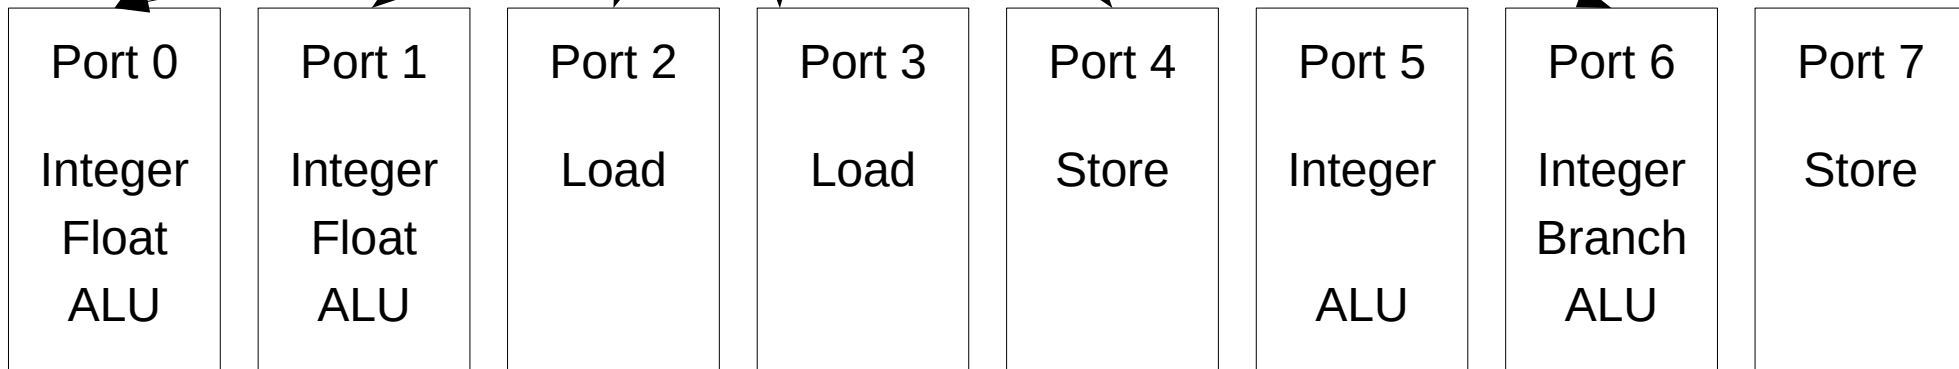 Port 0
Integer
Float
ALU
Port 1
Integer
Float
ALU
Port 2
Load
Port 3
Load
Port 4
Store
Port 5
Integer
ALU
Port 6
Integer
Branch
ALU
Port 7
Store